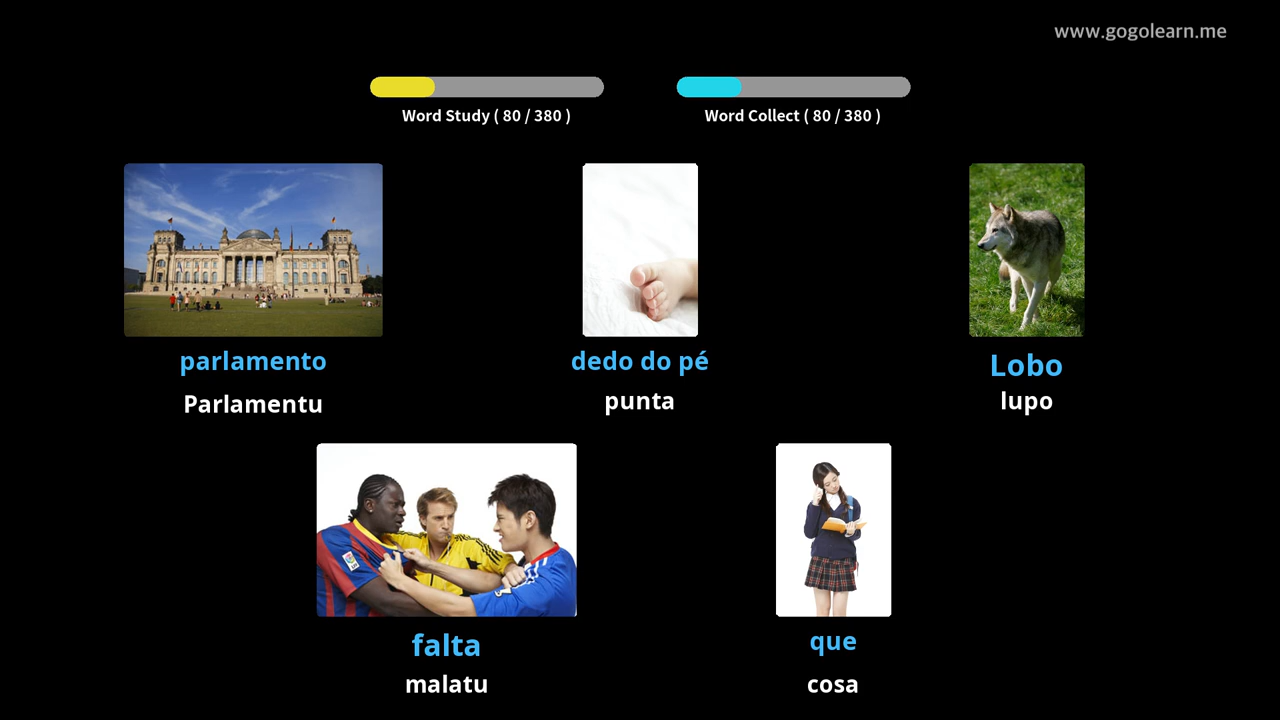 www.gogolearn.me
Word Study ( 80 / 380 )
Word Collect ( 80 / 380 )
parlamento
Parlamentu
dedo do pé
punta
Lobo
lupo
falta
malatu
que
cosa